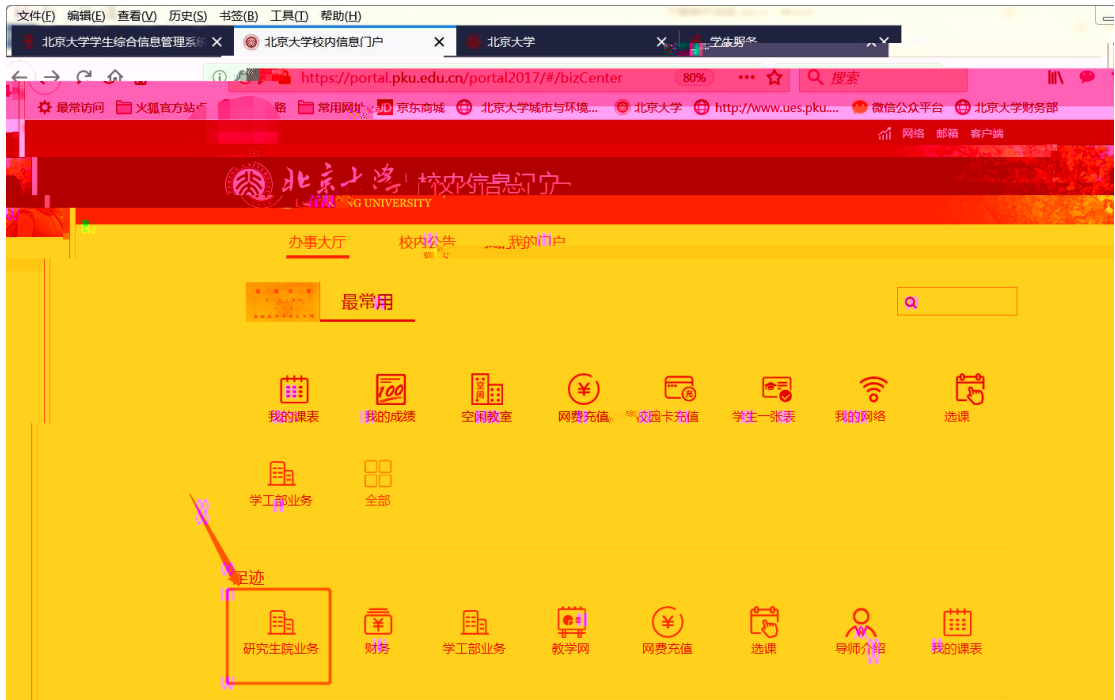 文件(F) 编辑(E) 查看(V) 历史(S) 书签(B) 工具(T) 帮助(H)
北京大学学生综合信息管理系统 北京大学校内信息门户 北京大学
https://portal.pku.edu.cn/portal2017/#/bizCenter 80% 搜索
最常访问 火狐官方站点 常用网址 JD 京东商城 北京大学城市与环境... 北京大学 http://www.ues.pku.... 微信公众平台 北京大学财务部
网络 邮箱 客户端
北京大学 校内信息门户
NG UNIVERSITY
办事大厅 校内公告 我的门户
最常用
我的课表 我的成绩 空闲教室 网费充值 校园卡充值 学生一张表 我的网络 选课
学工部业务 全部
足迹
研究生院业务 财务 学工部业务 教学网 网费充值 选课 导师介绍 我的课表